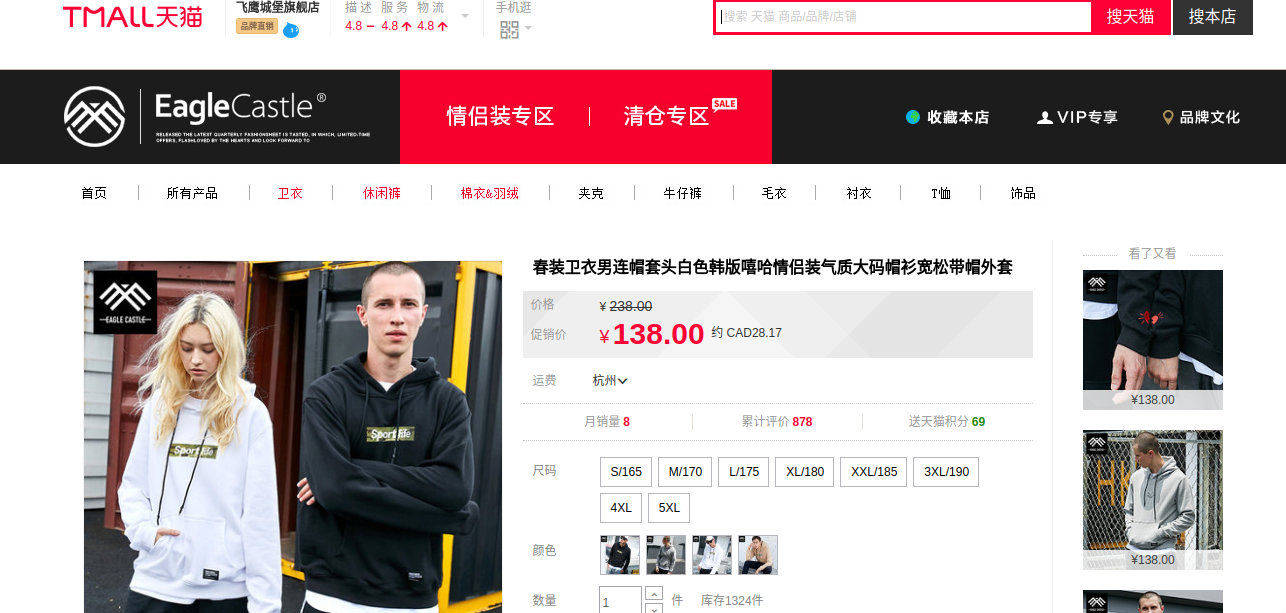 TMALL天猫
飞鹰城堡旗舰店
品牌直销
描 述 服 务 物 流
4.8 4.8 4.8
手机逛
搜索 天猫 商品/品牌/店铺
搜天猫
搜本店
EagleCastle®
RELEASED THE LATEST QUARTERLY FASHIONSHEET IS TASTED, IN WHICH, LIMITED-TIME
OFFERS, FLASHLOVED BY THE HEARTS AND LOOK FORWARD TO
情侣装专区
清仓专区
SALE
收藏本店
VIP专享
品牌文化
首页 所有产品 卫衣 休闲裤 棉衣&羽绒 夹克 牛仔裤 毛衣 衬衣 T恤 饰品
EAGLE CASTLE
Sportlife
Sportlife
春装卫衣男连帽套头白色韩版嘻哈情侣装气质大码帽衫宽松带帽外套
价格 ¥ 238.00
促销价 ¥ 138.00 约 CAD28.17
运费 杭州
月销量 8 累计评价 878 送天猫积分 69
尺码 S/165 M/170 L/175 XL/180 XXL/185 3XL/190
4XL 5XL
颜色
数量 1 件 库存1324件
看了又看
¥138.00
¥138.00